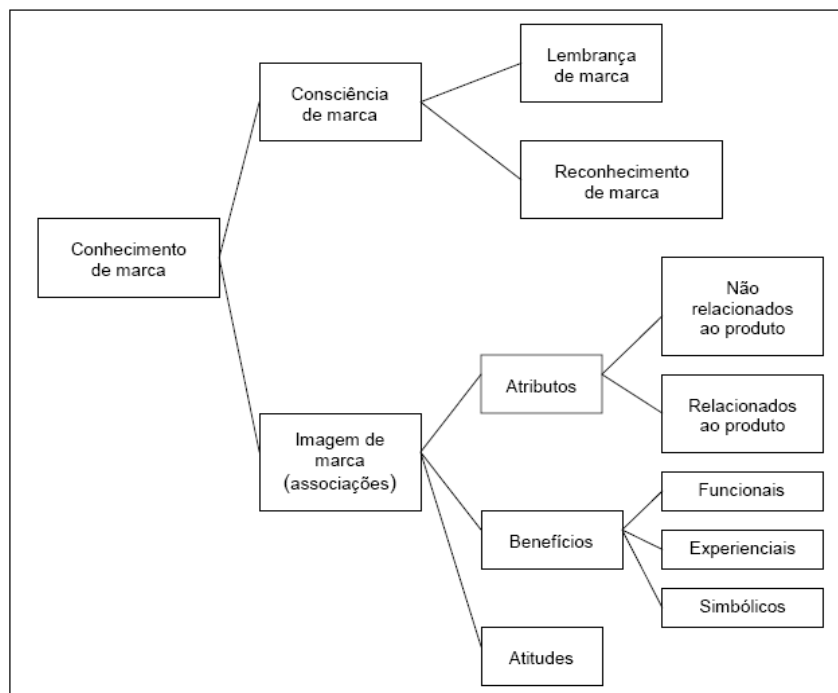 Lembrança
de marca
Consciência
de marca
Reconhecimento
de marca
Conhecimento
de marca
Não
relacionados
ao produto
Atributos
Relacionados
ao produto
Imagem de
marca
(associações)
Funcionais
Benefícios
Experienciais
Simbólicos
Atitudes